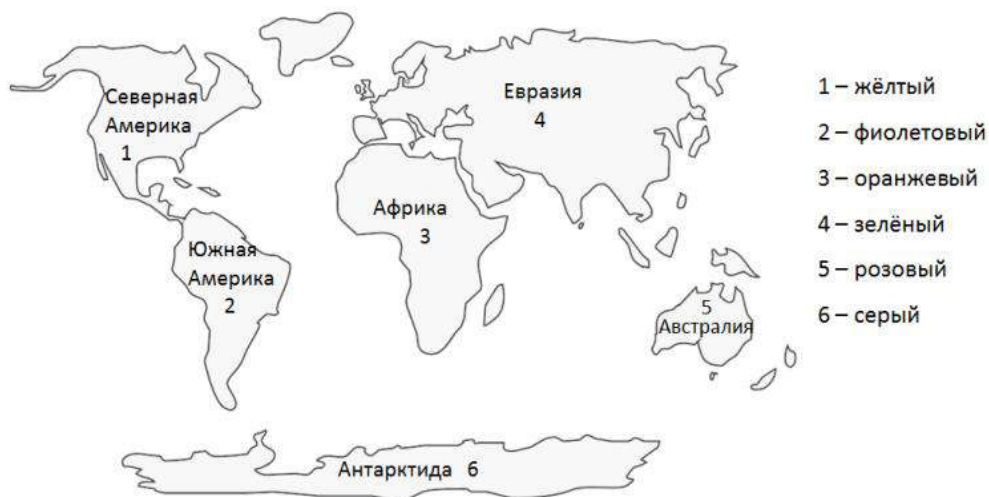 Северная
Америка
1
Евразия
4
Африка
3
Южная
Америка
2
5
Австралия
Антарктида 6
1 – жёлтый
2 – фиолетовый
3 – оранжевый
4 – зелёный
5 – розовый
6 – серый